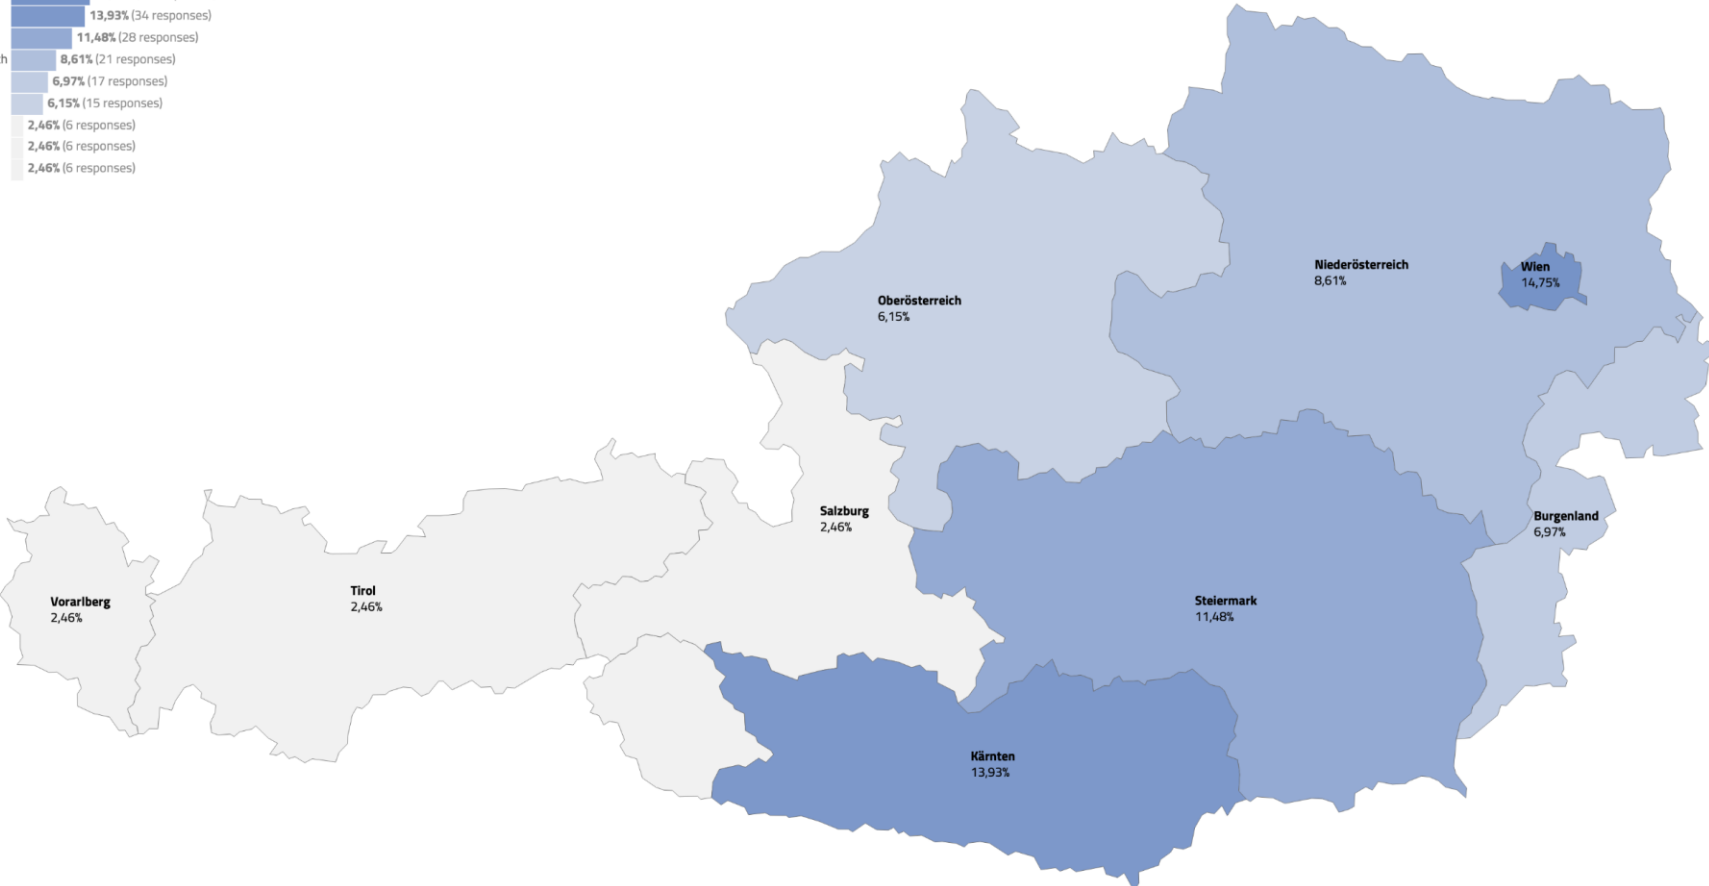 13,93% (34 responses)
11,48% (28 responses)
h 8,61% (21 responses)
6,97% (17 responses)
6,15% (15 responses)
2,46% (6 responses)
2,46% (6 responses)
2,46% (6 responses)
Niederösterreich
8,61%
Wien
14,75%
Oberösterreich
6,15%
Salzburg
2,46%
Burgenland
6,97%
Tirol
2,46%
Vorarlberg
2,46%
Steiermark
11,48%
Kärnten
13,93%